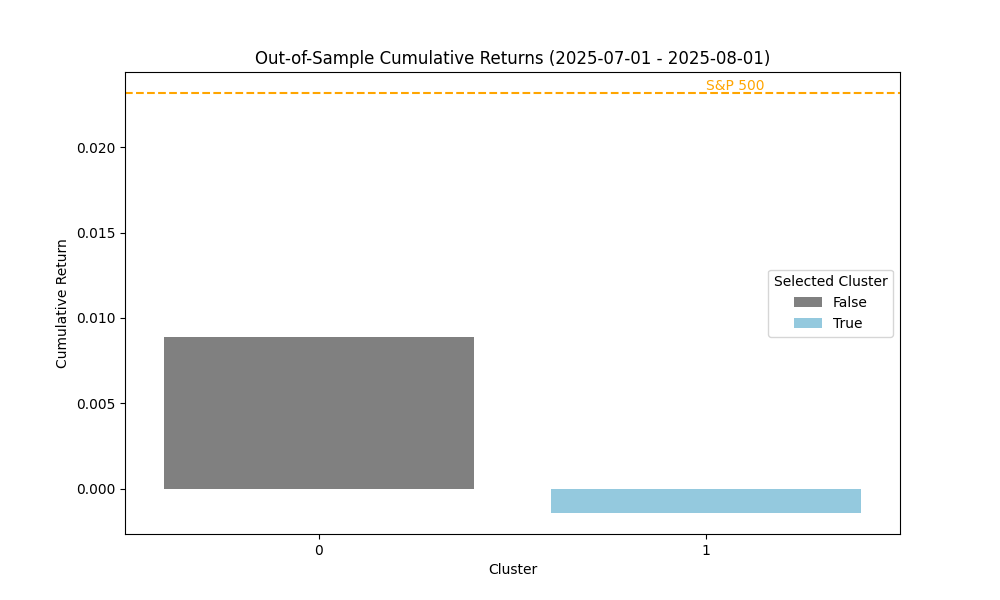 Out-of-Sample Cumulative Returns (2025-07-01 - 2025-08-01)
S&P 500
0.020
0.015
0.010
0.005
0.000
Cumulative Return
Selected Cluster
False
True
0
1
Cluster